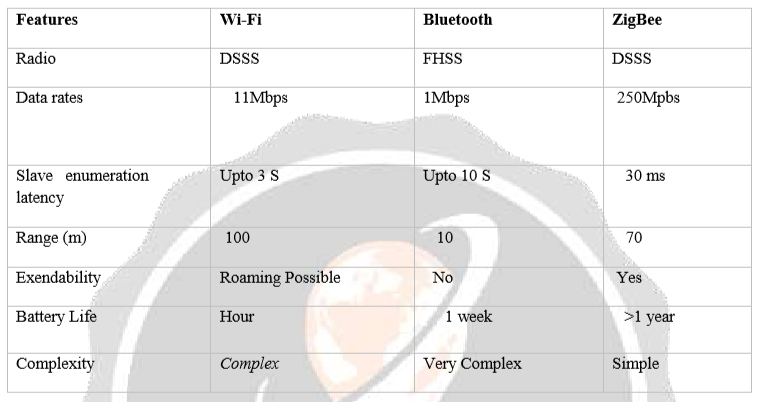 Features Wi-Fi Bluetooth ZigBee
Radio DSSS FHSS DSSS
Data rates 11Mbps 1Mbps 250Mpbs
Slave enumeration Upto 3 S Upto 10 S 30 ms
latency
Range (m) 100 10 70
Exendability Roaming Possible No Yes
Battery Life Hour 1 week >1 year
Complexity Complex Very Complex Simple